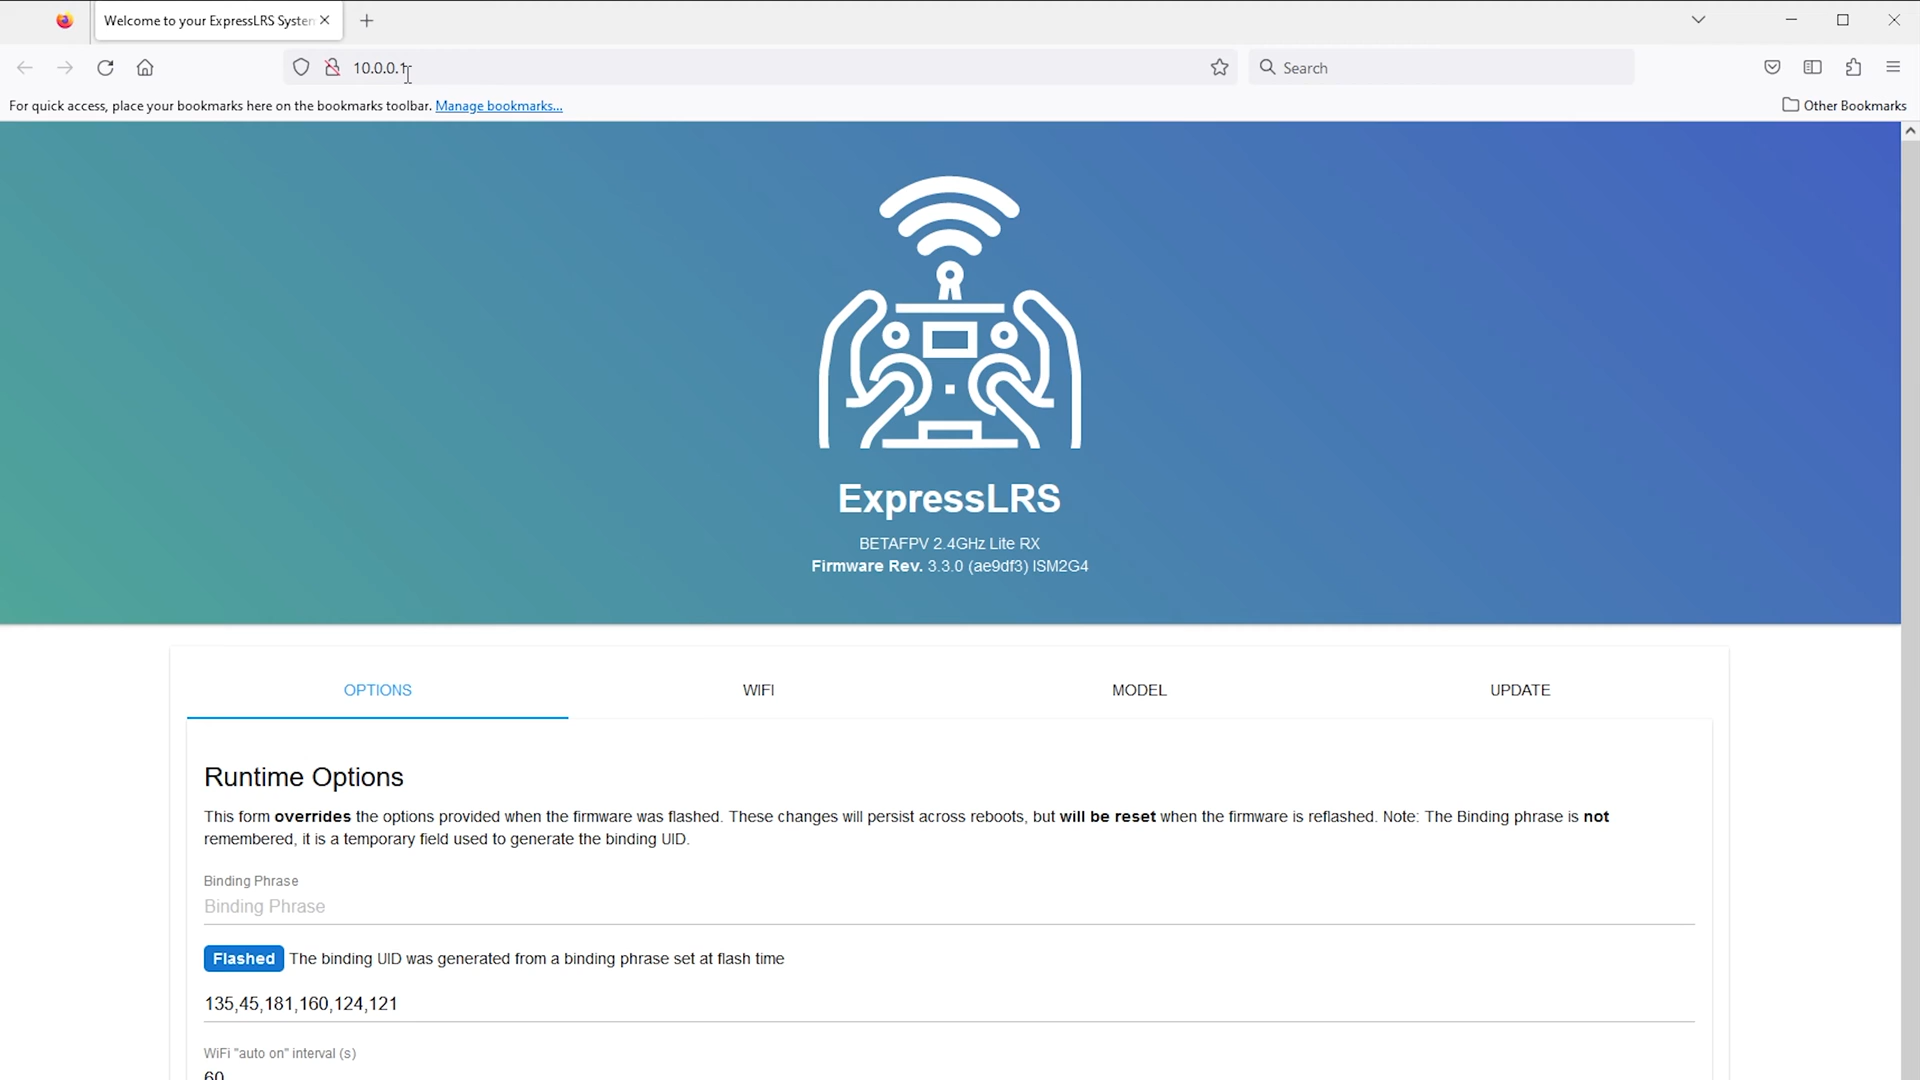 Welcome to your ExpressLRS System
10.0.0.1
Search
For quick access, place your bookmarks here on the bookmarks toolbar. Manage bookmarks...
Other Bookmarks
ExpressLRS
BETAFPV 2.4GHz Lite RX
Firmware Rev. 3.3.0 (ae9df3) ISM2G4
OPTIONS
WIFI
MODEL
UPDATE
Runtime Options
This form overrides the options provided when the firmware was flashed. These changes will persist across reboots, but will be reset when the firmware is reflashed. Note: The Binding phrase is not
remembered, it is a temporary field used to generate the binding UID.
Binding Phrase
Binding Phrase
Flashed The binding UID was generated from a binding phrase set at flash time
135,45,181,160,124,121
WiFi "auto on" interval (s)
60